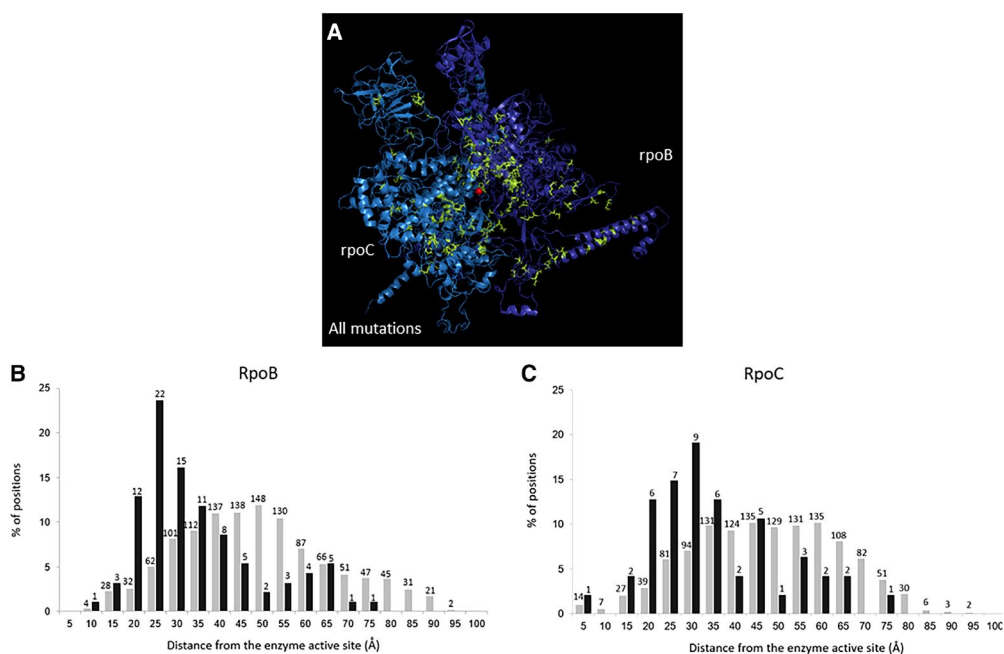 A
rpoB
rpoC
All mutations
B
RpoB
25
20
15
10
5
0
% of positions
4 1 28 3 32 12 62 22 101 15 112 11 137 8 138 5 148 2 130 3 87 4 66 5 51 1 47 1 45 31 21 2
5 10 15 20 25 30 35 40 45 50 55 60 65 70 75 80 85 90 95 100
Distance from the enzyme active site (Å)
C
RpoC
25
20
15
10
5
0
% of positions
14 1 7 27 2 39 6 81 7 94 9 131 6 124 2 135 5 129 1 131 3 135 2 108 2 82 51 1 30 6 3 2
5 10 15 20 25 30 35 40 45 50 55 60 65 70 75 80 85 90 95 100
Distance from the enzyme active site (Å)